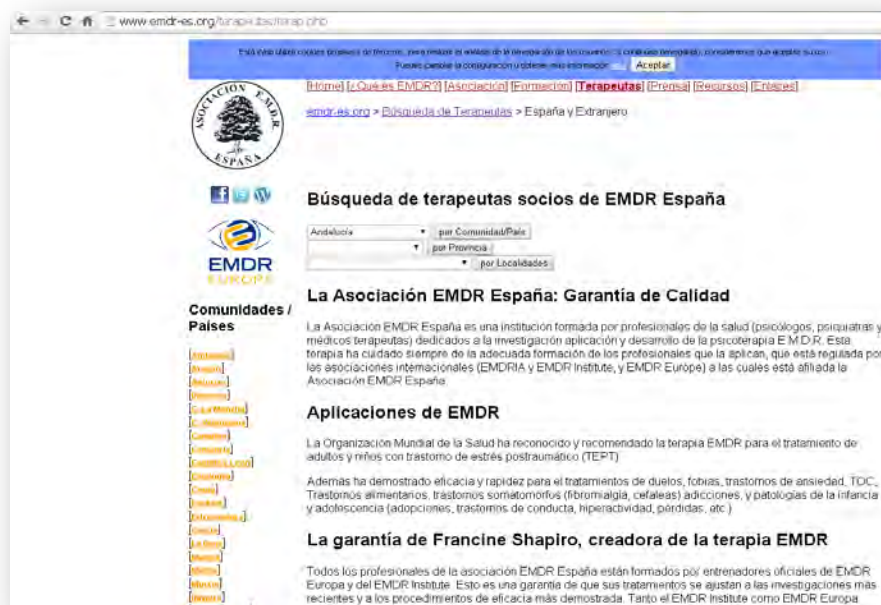 www.emdr-es.org/terapeutas/terap.php
Aceptar
[Home] [¿Qué es EMDR?] [Asociación] [Formación] [Terapeutas] [Prensa] [Recursos] [Enlaces]
emdr-es.org > Búsqueda de Terapeutas > España y Extranjero
ASOCIACIÓN E.M.D.R.
ESPAÑA
Búsqueda de terapeutas socios de EMDR España
Andalucía por Comunidad/País
por Provincia
por Localidades
EMDR
EUROPE
Comunidades /
Países
La Asociación EMDR España: Garantía de Calidad
La Asociación EMDR España es una institución formada por profesionales de la salud (psicólogos, psiquiatras y
médicos terapeutas) dedicados a la investigación aplicación y desarrollo de la psicoterapia E.M.D.R. Esta
terapia ha cuidado siempre de la adecuada formación de los profesionales que la aplican, que está regulada por
las asociaciones internacionales (EMDRIA y EMDR Institute, y EMDR Europe) a las cuales está afiliada la
Asociación EMDR España
Aplicaciones de EMDR
La Organización Mundial de la Salud ha reconocido y recomendado la terapia EMDR para el tratamiento de
adultos y niños con trastorno de estrés postraumático (TEPT)
Además ha demostrado eficacia y rapidez para el tratamientos de duelos, fobias, trastornos de ansiedad, TOC,
Trastornos alimentarios, trastornos somatomorfos (fibromialgia, cefaleas) adicciones, y patologías de la infancia
y adolescencia (adopciones, trastornos de conducta, hiperactividad, pérdidas, etc.)
La garantía de Francine Shapiro, creadora de la terapia EMDR
Todos los profesionales de la asociación EMDR España están formados por entrenadores oficiales de EMDR
Europa y del EMDR Institute. Esto es una garantía de que sus tratamientos se ajustan a las investigaciones más
recientes y a los procedimientos de eficacia más demostrada. Tanto el EMDR Institute como EMDR Europa